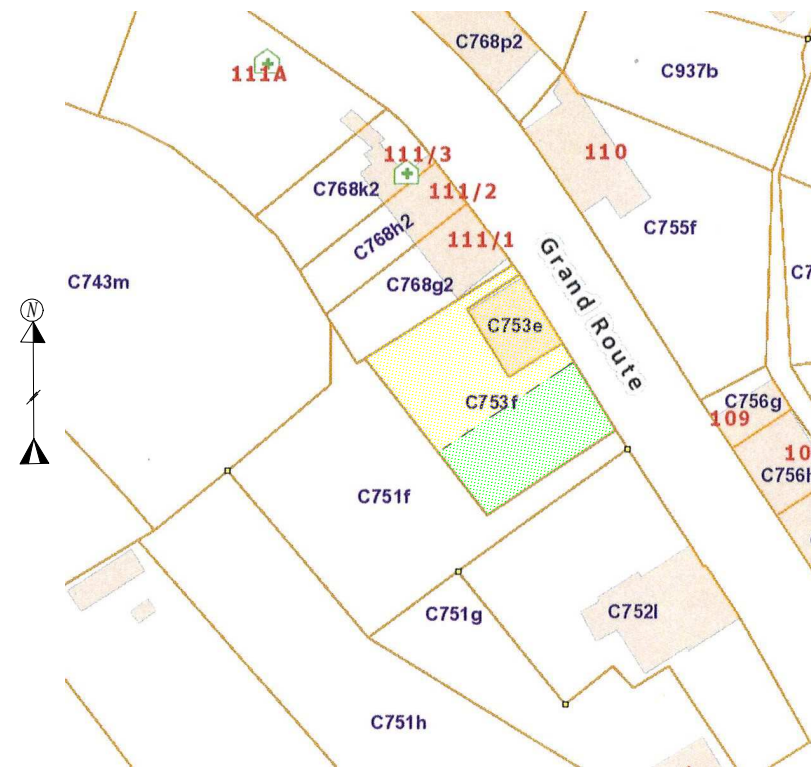 C768p2
C937b
111A
111/3
110
C768k2
111/2
C768h2
111/1
C755f
C743m
C768g2
Grand Route
N
C753e
C753f
C756g
109
C751f
C751g
C752l
C751h